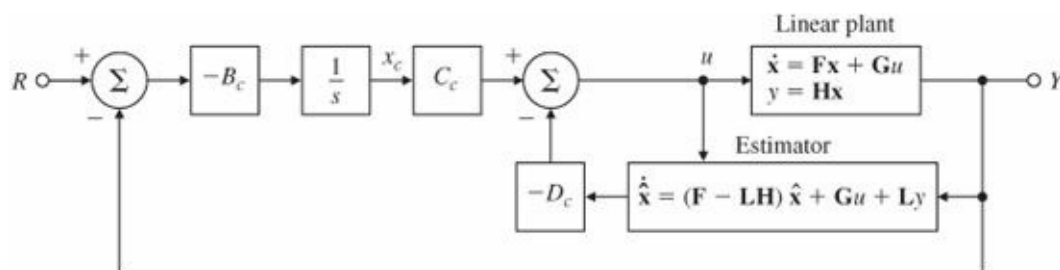 Linear plant
R
+
−
Σ
−B_c
1/s
x_c
C_c
+
−
Σ
u
ẋ = Fx + Gu
y = Hx
Y
Estimator
−D_c
x̂̇ = (F − LH) x̂ + Gu + Ly